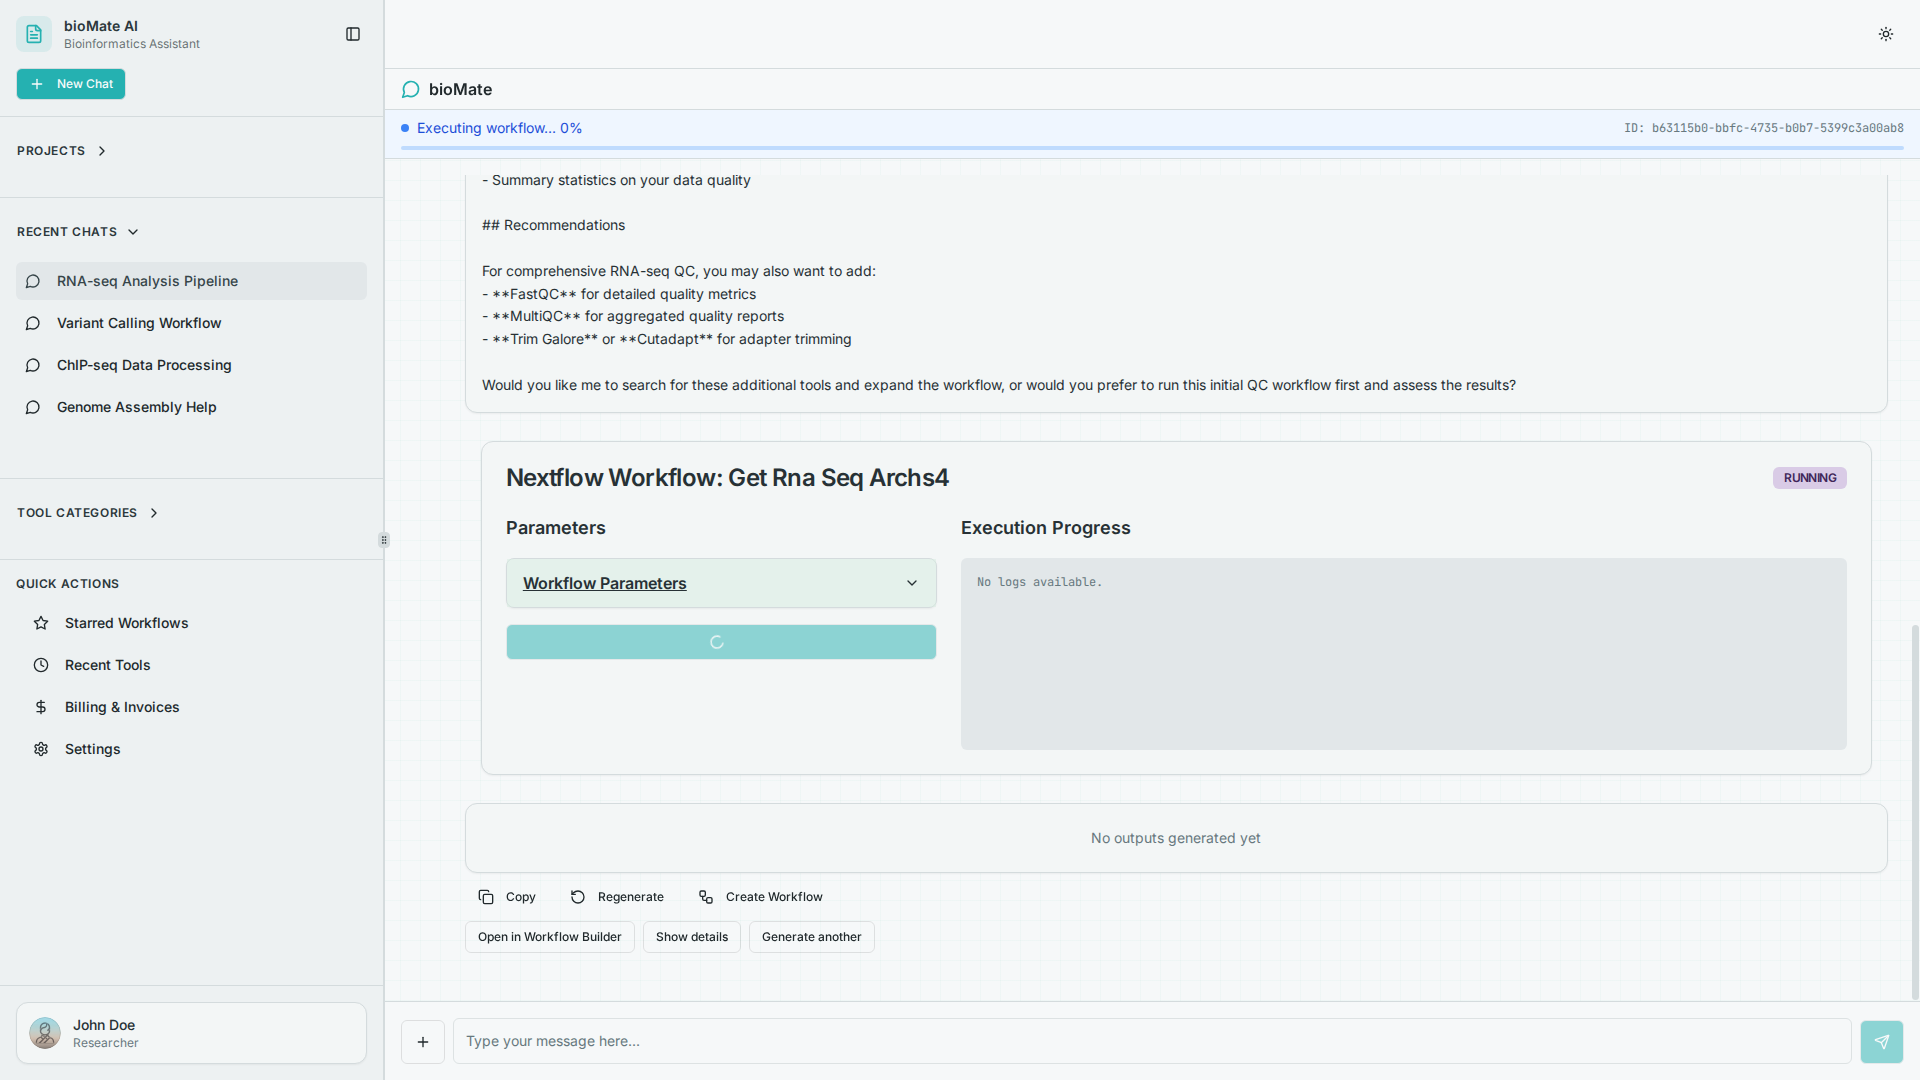 bioMate AI
Bioinformatics Assistant
New Chat
PROJECTS
RECENT CHATS
RNA-seq Analysis Pipeline
Variant Calling Workflow
ChIP-seq Data Processing
Genome Assembly Help
TOOL CATEGORIES
QUICK ACTIONS
Starred Workflows
Recent Tools
Billing & Invoices
Settings
John Doe
Researcher
bioMate
Executing workflow... 0%
ID: b63115b0-bbfc-4735-b0b7-5399c3a00ab8
- Summary statistics on your data quality
## Recommendations
For comprehensive RNA-seq QC, you may also want to add:
- **FastQC** for detailed quality metrics
- **MultiQC** for aggregated quality reports
- **Trim Galore** or **Cutadapt** for adapter trimming
Would you like me to search for these additional tools and expand the workflow, or would you prefer to run this initial QC workflow first and assess the results?
Nextflow Workflow: Get Rna Seq Archs4
RUNNING
Parameters
Workflow Parameters
Execution Progress
No logs available.
No outputs generated yet
Copy
Regenerate
Create Workflow
Open in Workflow Builder
Show details
Generate another
Type your message here...